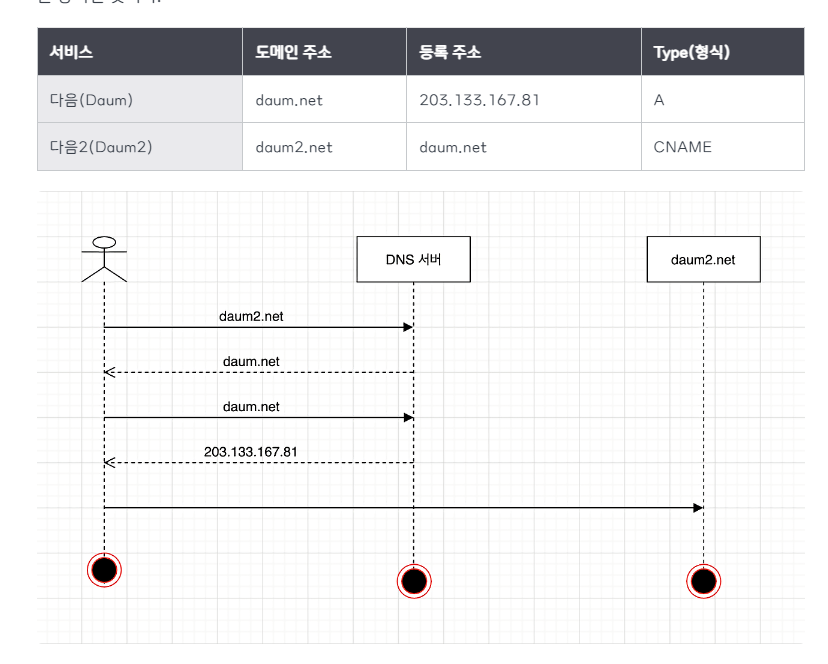 서비스 도메인 주소 등록 주소 Type(형식)
다음(Daum) daum.net 203.133.167.81 A
다음2(Daum2) daum2.net daum.net CNAME
DNS 서버 daum2.net
daum2.net
daum.net
daum.net
203.133.167.81